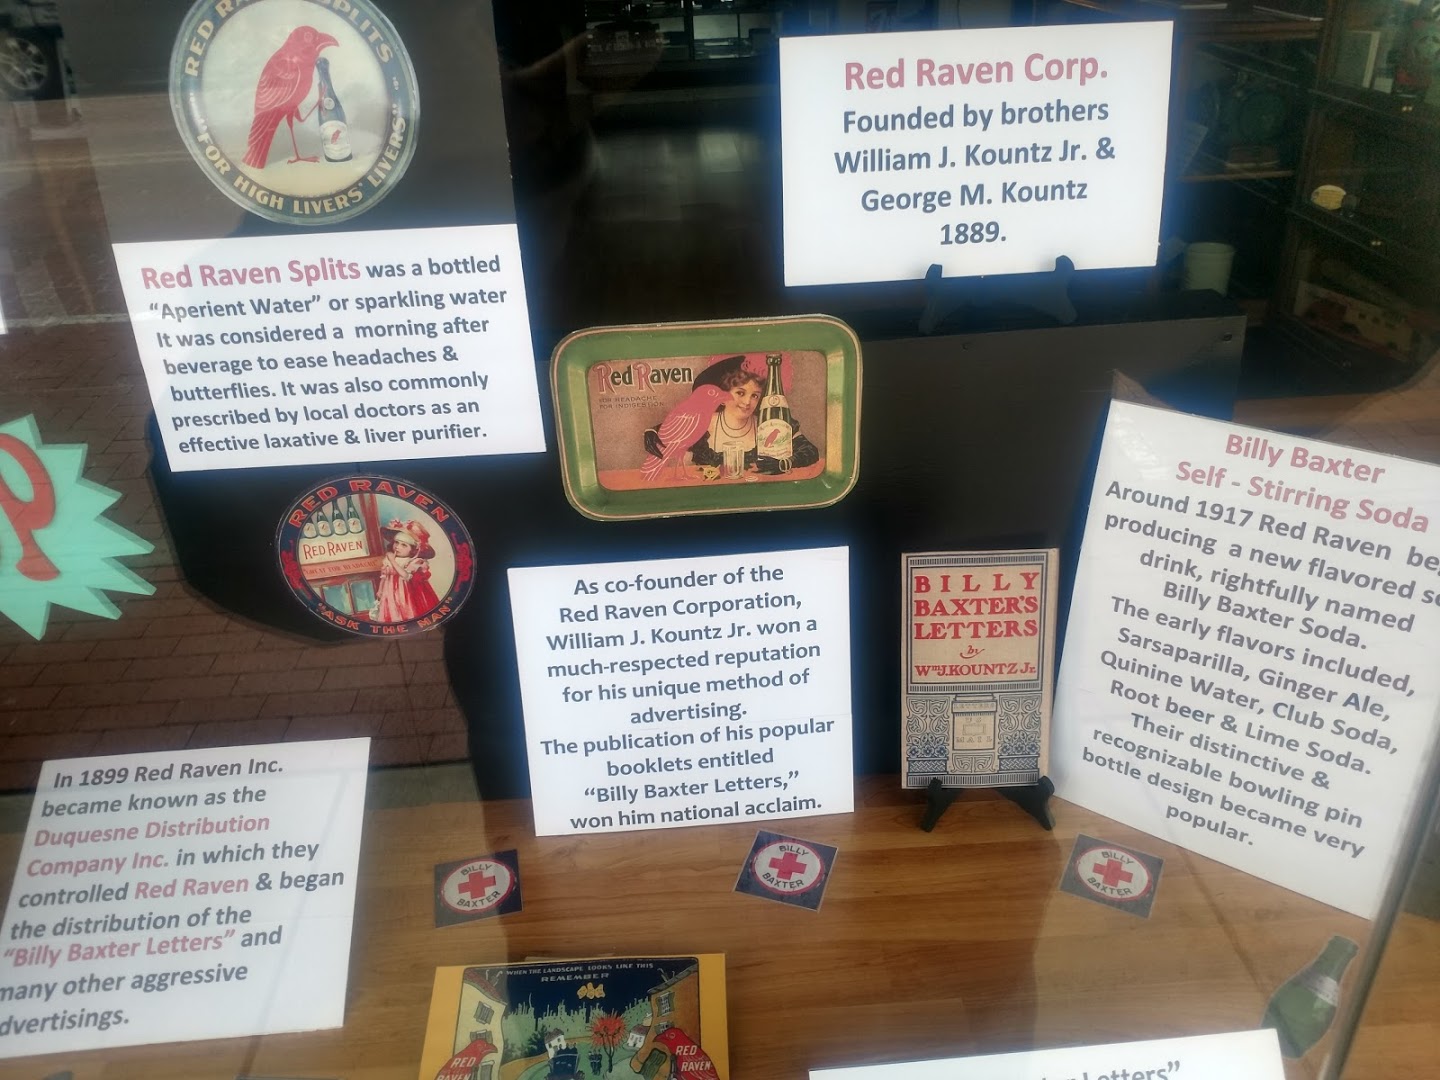 RED RAVEN SPLITS
"FOR HIGH LIVERS' LIVERS"
Red Raven Corp.
Founded by brothers
William J. Kountz Jr. &
George M. Kountz
1889.
Red Raven Splits was a bottled
"Aperient Water" or sparkling water
It was considered a morning after
beverage to ease headaches &
butterflies. It was also commonly
prescribed by local doctors as an
effective laxative & liver purifier.
Red Raven
FOR HEADACHE
FOR INDIGESTION
RED RAVEN
RED RAVEN
"ASK THE MAN"
As co-founder of the
Red Raven Corporation,
William J. Kountz Jr. won a
much-respected reputation
for his unique method of
advertising.
The publication of his popular
booklets entitled
"Billy Baxter Letters,"
won him national acclaim.
BILLY
BAXTER'S
LETTERS
by
WM J. KOUNTZ Jr.
LETTERS
U S
MAIL
Billy Baxter
Self - Stirring Soda
Around 1917 Red Raven be
producing a new flavored so
drink, rightfully named
Billy Baxter Soda.
The early flavors included,
Sarsaparilla, Ginger Ale,
Quinine Water, Club Soda,
Root beer & Lime Soda.
Their distinctive &
recognizable bowling pin
bottle design became very
popular.
In 1899 Red Raven Inc.
became known as the
Duquesne Distribution
Company Inc. in which they
controlled Red Raven & began
the distribution of the
"Billy Baxter Letters" and
many other aggressive
dvertisings.
BILLY
BAXTER
BILLY
BAXTER
BILLY
BAXTER
WHEN THE LANDSCAPE LOOKS LIKE THIS
REMEMBER
RED
RAVEN
RED
RAVEN
Letters"